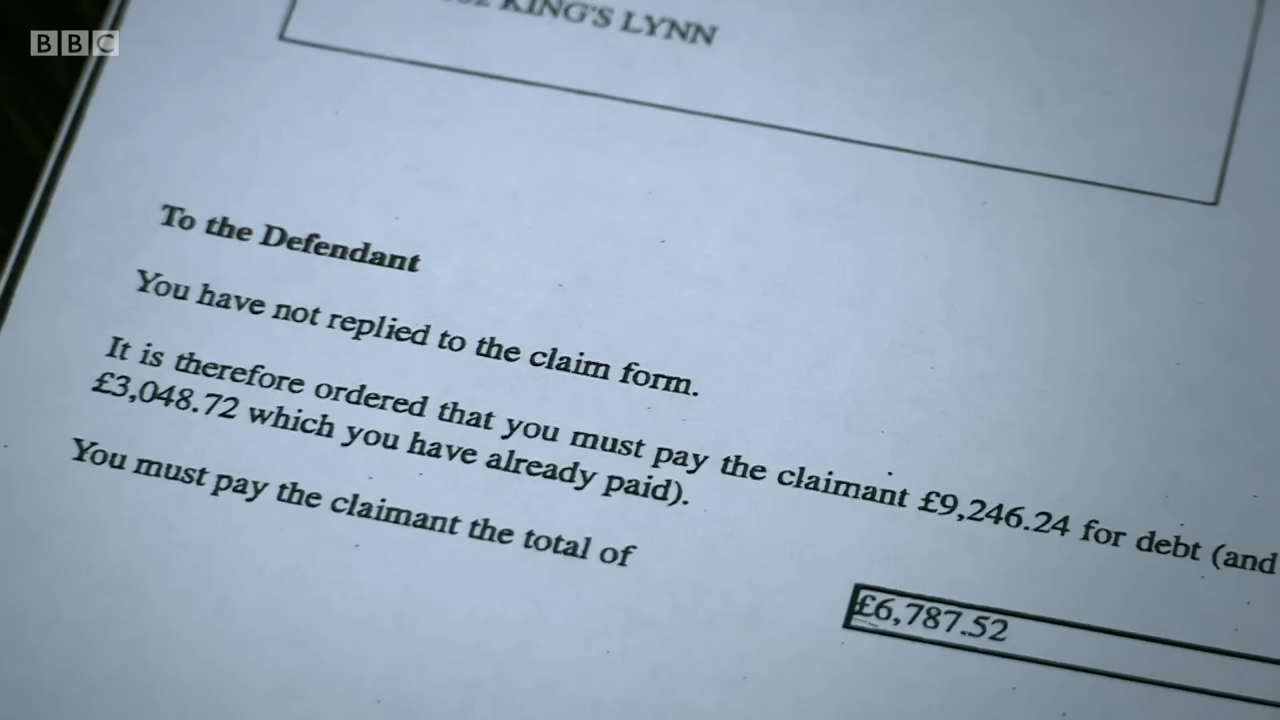 BBC
KING'S LYNN
To the Defendant
You have not replied to the claim form.
It is therefore ordered that you must pay the claimant £9,246.24 for debt (and
£3,048.72 which you have already paid).
You must pay the claimant the total of
£6,787.52